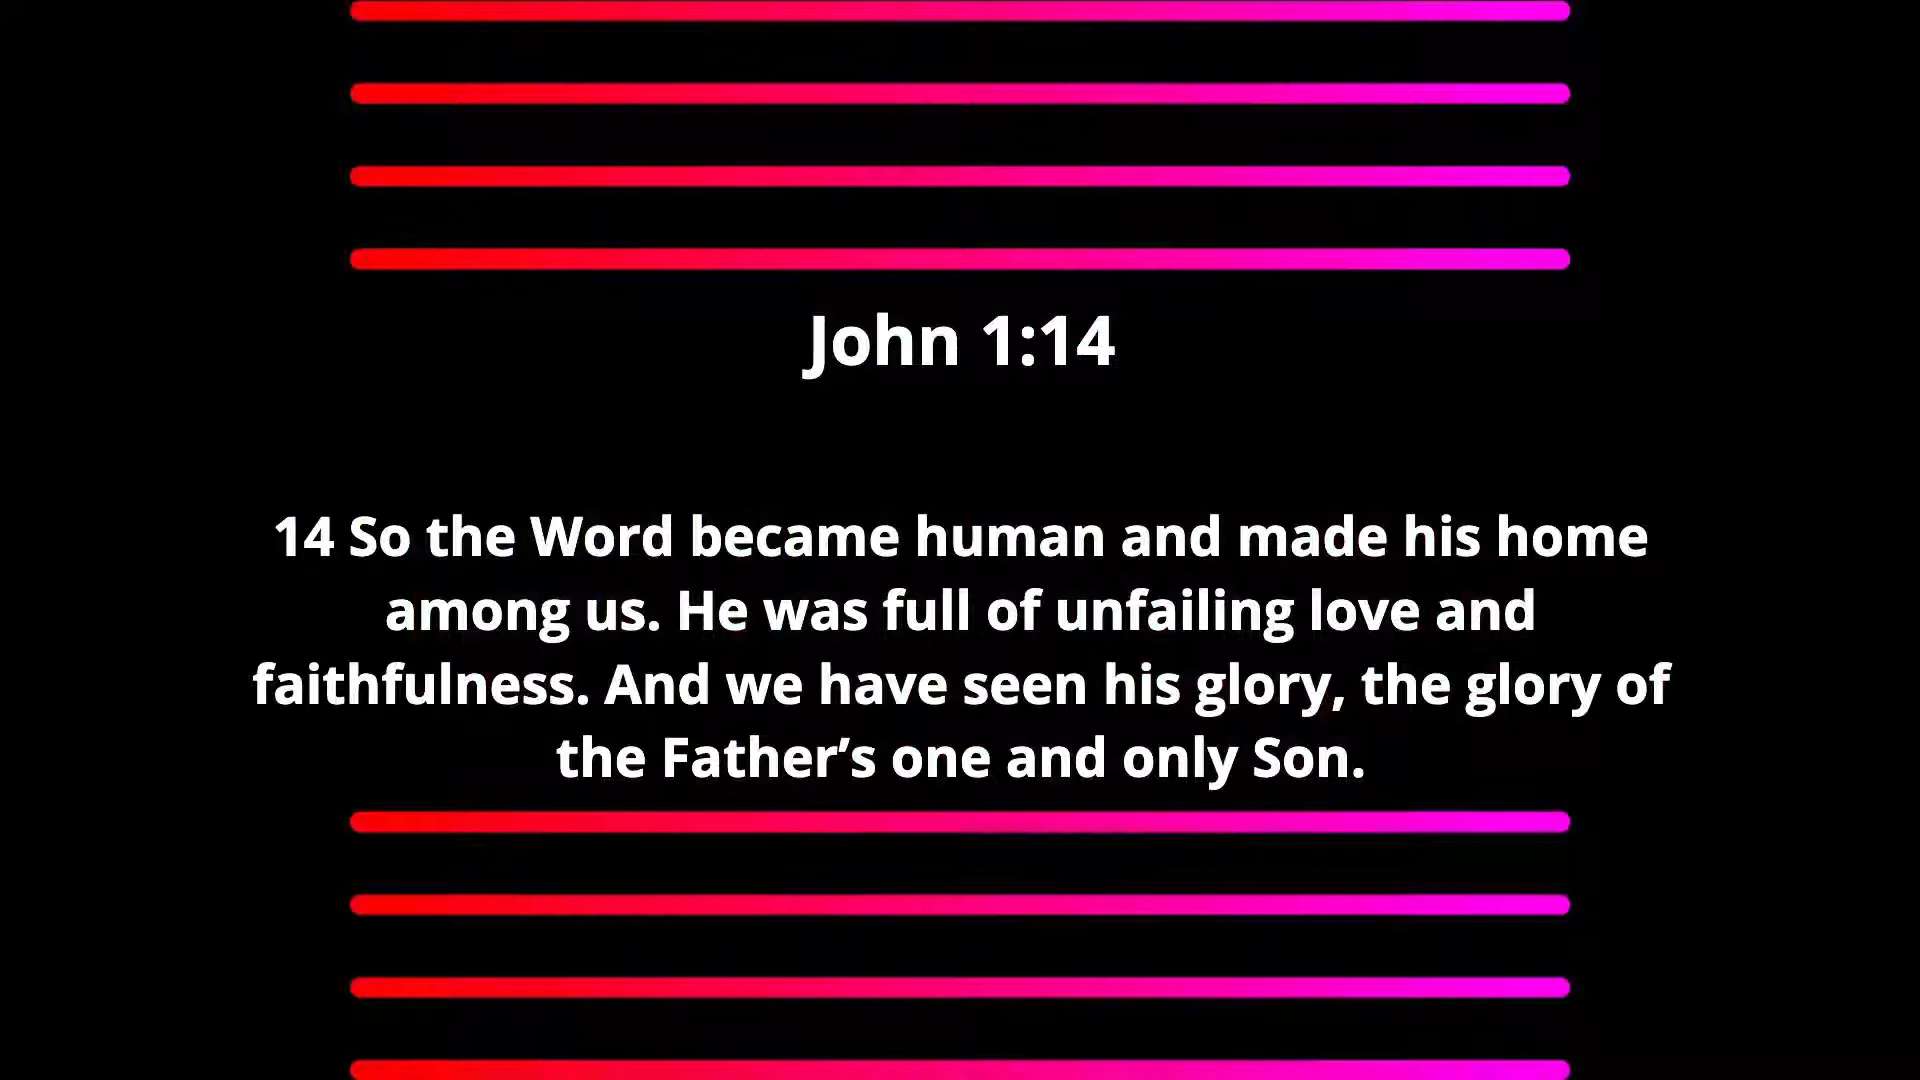 John 1:14
14 So the Word became human and made his home
among us. He was full of unfailing love and
faithfulness. And we have seen his glory, the glory of
the Father’s one and only Son.